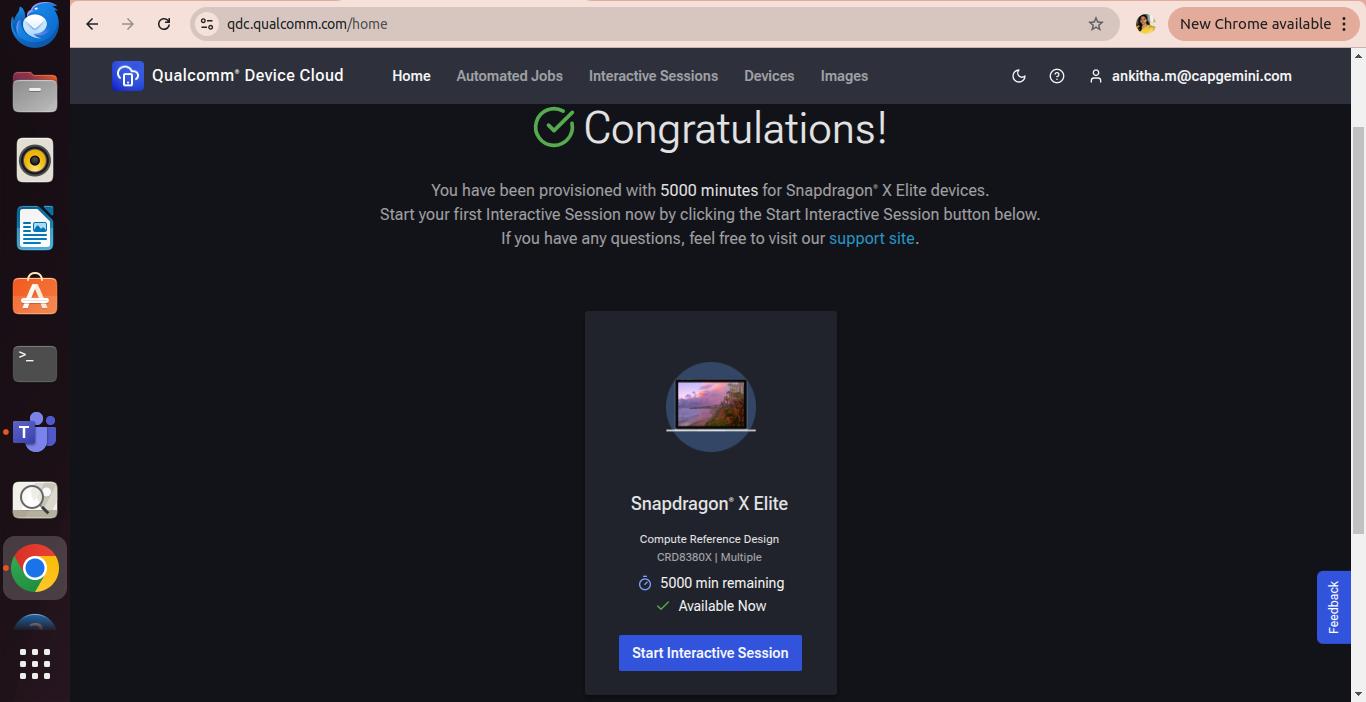 qdc.qualcomm.com/home
New Chrome available
Qualcomm® Device Cloud
Home
Automated Jobs
Interactive Sessions
Devices
Images
ankitha.m@capgemini.com
Congratulations!
You have been provisioned with 5000 minutes for Snapdragon® X Elite devices.
Start your first Interactive Session now by clicking the Start Interactive Session button below.
If you have any questions, feel free to visit our support site.
Snapdragon® X Elite
Compute Reference Design
CRD8380X | Multiple
5000 min remaining
Available Now
Start Interactive Session
Feedback